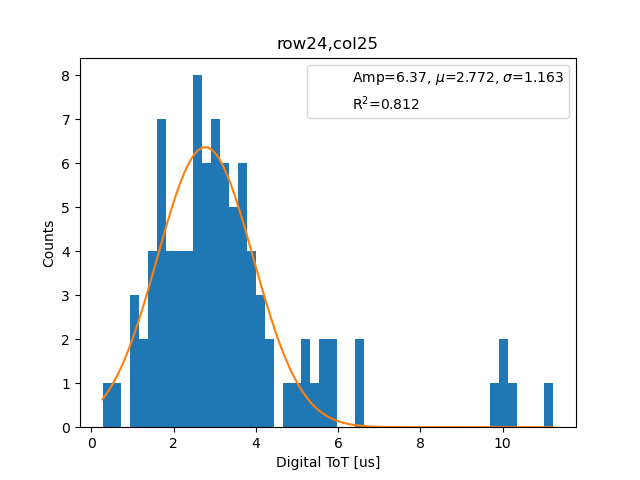 row24,col25
Amp=6.37, μ=2.772, σ=1.163
R²=0.812
Counts
8
7
6
5
4
3
2
1
0
0 2 4 6 8 10
Digital ToT [us]